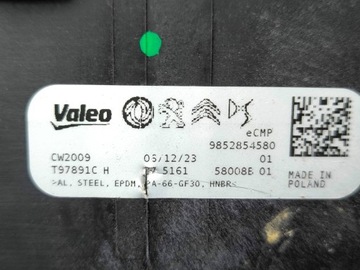 Valeo
DS
eCMP
9852854580
CW2009 05/12/23 01
T97891C H 5161 58008B 01
>AL, STEEL, EPDM, PA-66-GF30, HNBR<
MADE IN
POLAND